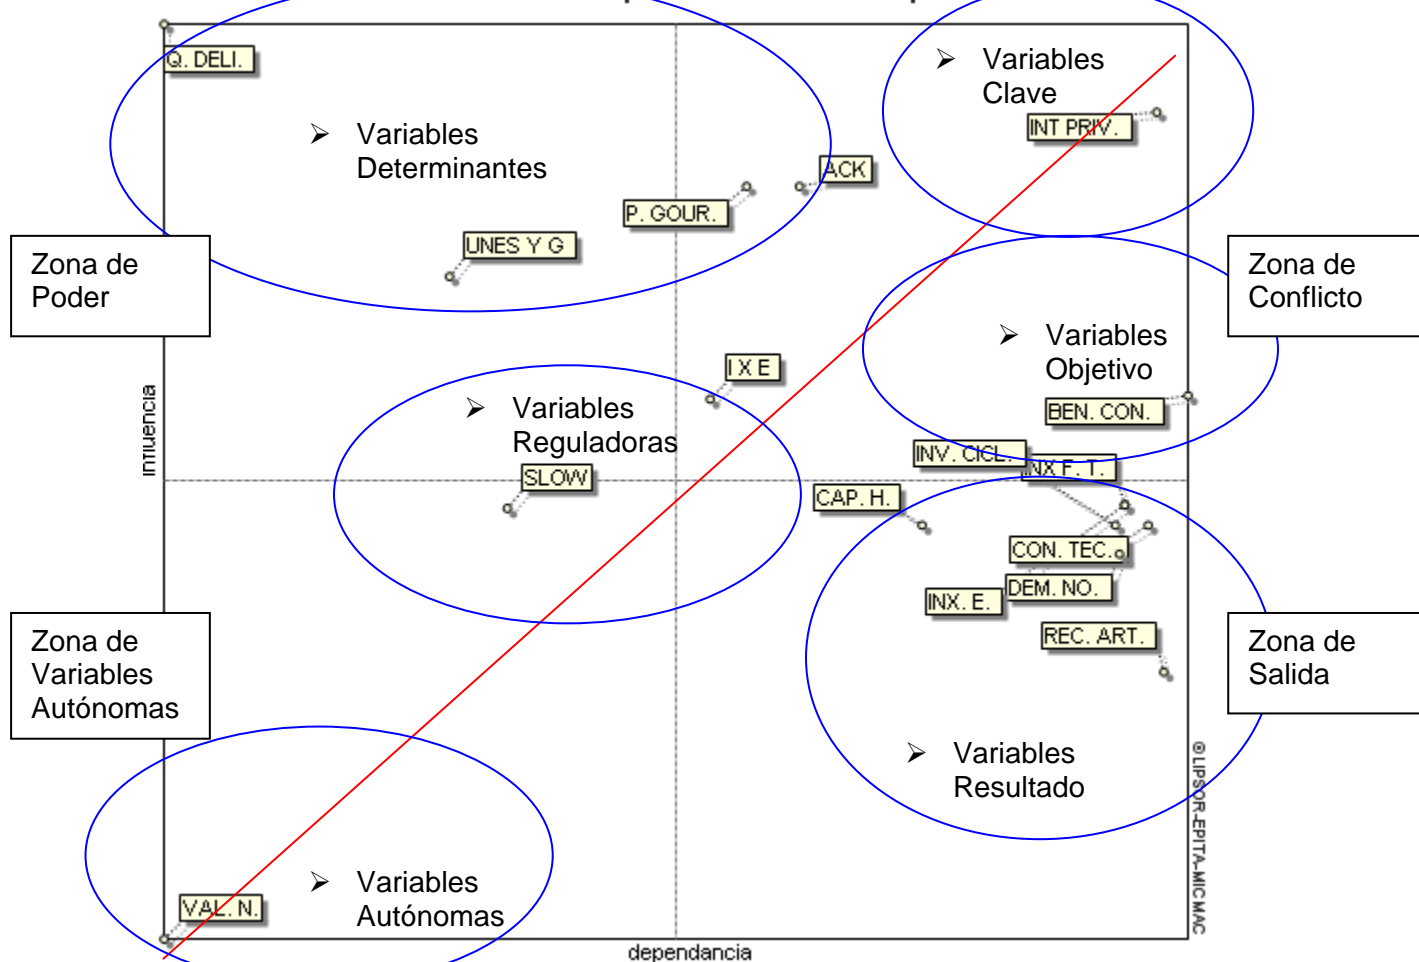 Q. DELI.
➢ Variables
Clave
INT PRIV.
➢ Variables
Determinantes
ACK
P. GOUR.
UNES Y G
Zona de
Poder
Zona de
Conflicto
➢ Variables
Objetivo
I X E
influencia
➢ Variables
Reguladoras
BEN. CON.
INV. CICL.
NX F. T.
SLOW
CAP. H.
CON. TEC.
DEM. NO.
INX. E.
REC. ART.
Zona de
Variables
Autónomas
Zona de
Salida
➢ Variables
Resultado
© LIPSOR-EPITA-MICMAC
➢ Variables
Autónomas
VAL. N.
dependancia